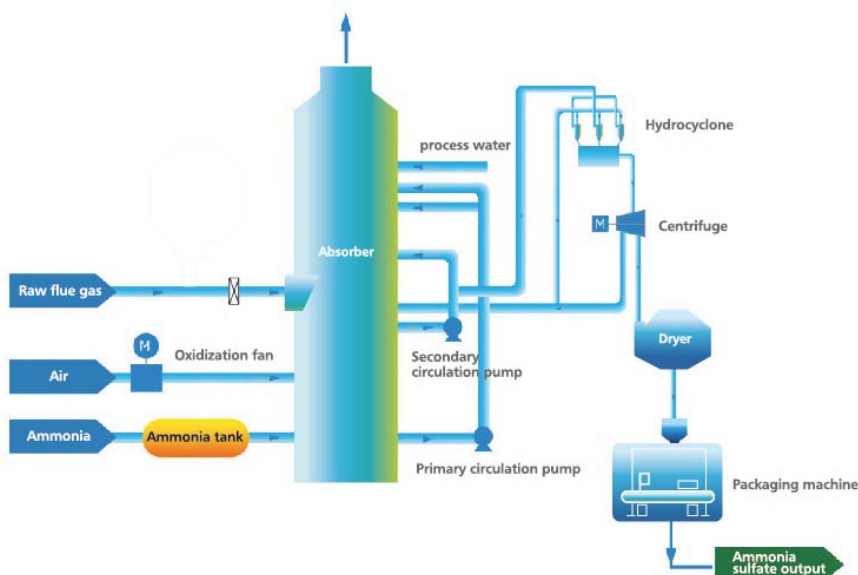 Hydrocyclone
process water
M
Centrifuge
Absorber
Raw flue gas
M
Oxidization fan
Air
Secondary
circulation pump
Dryer
Ammonia
Ammonia tank
Primary circulation pump
Packaging machine
Ammonia
sulfate output